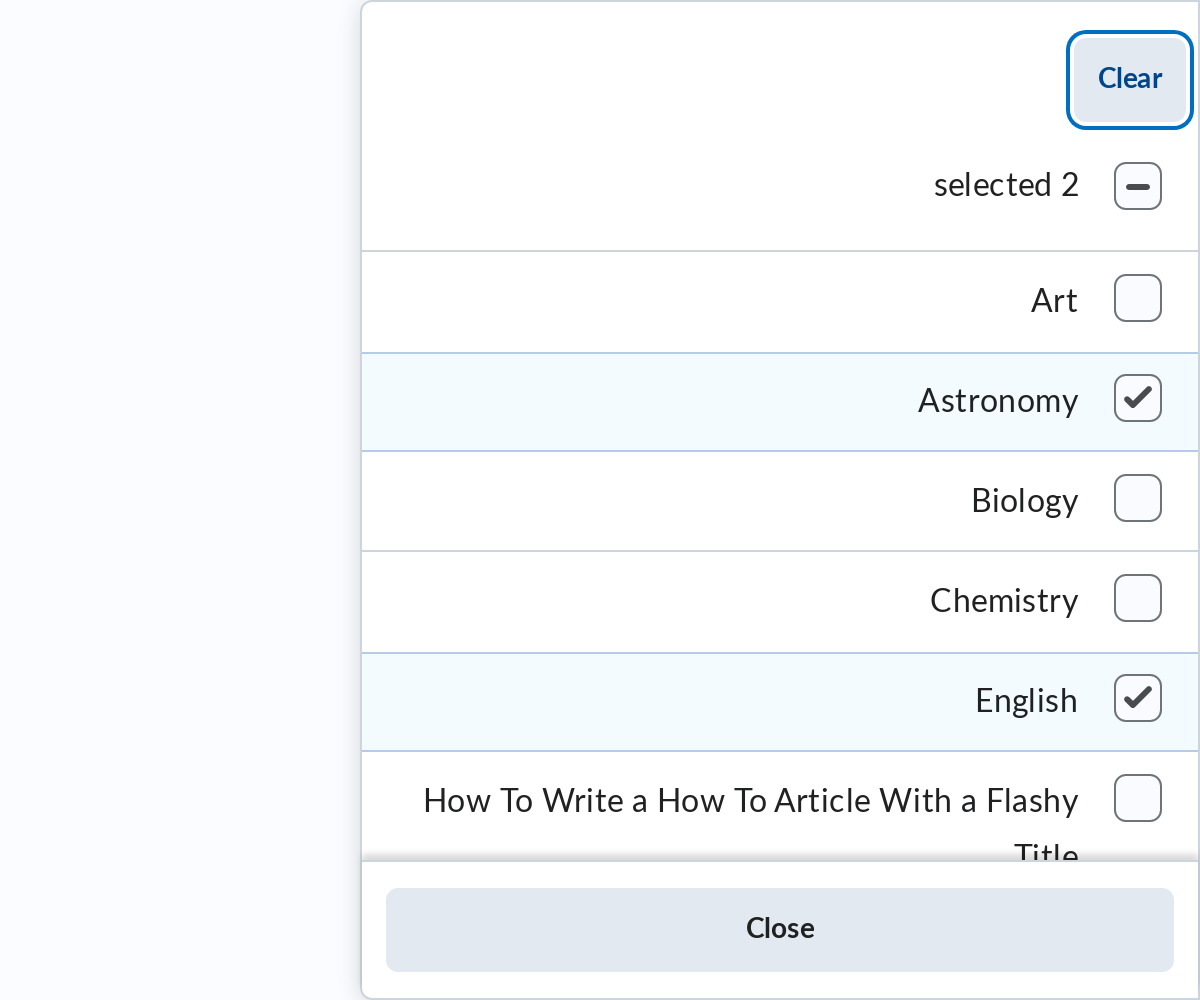 Clear
selected 2
Art
Astronomy
Biology
Chemistry
English
How To Write a How To Article With a Flashy
Title
Close